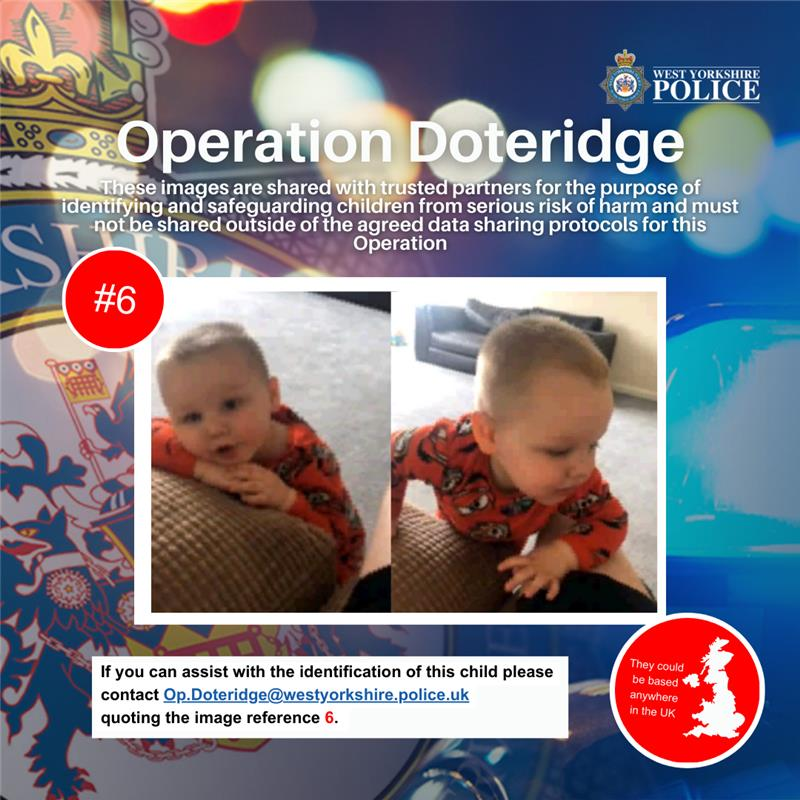 WEST YORKSHIRE
POLICE
Operation Doteridge
These images are shared with trusted partners for the purpose of
identifying and safeguarding children from serious risk of harm and must
not be shared outside of the agreed data sharing protocols for this
Operation
#6
If you can assist with the identification of this child please
contact Op.Doteridge@westyorkshire.police.uk
quoting the image reference 6.
They could
be based
anywhere
in the UK